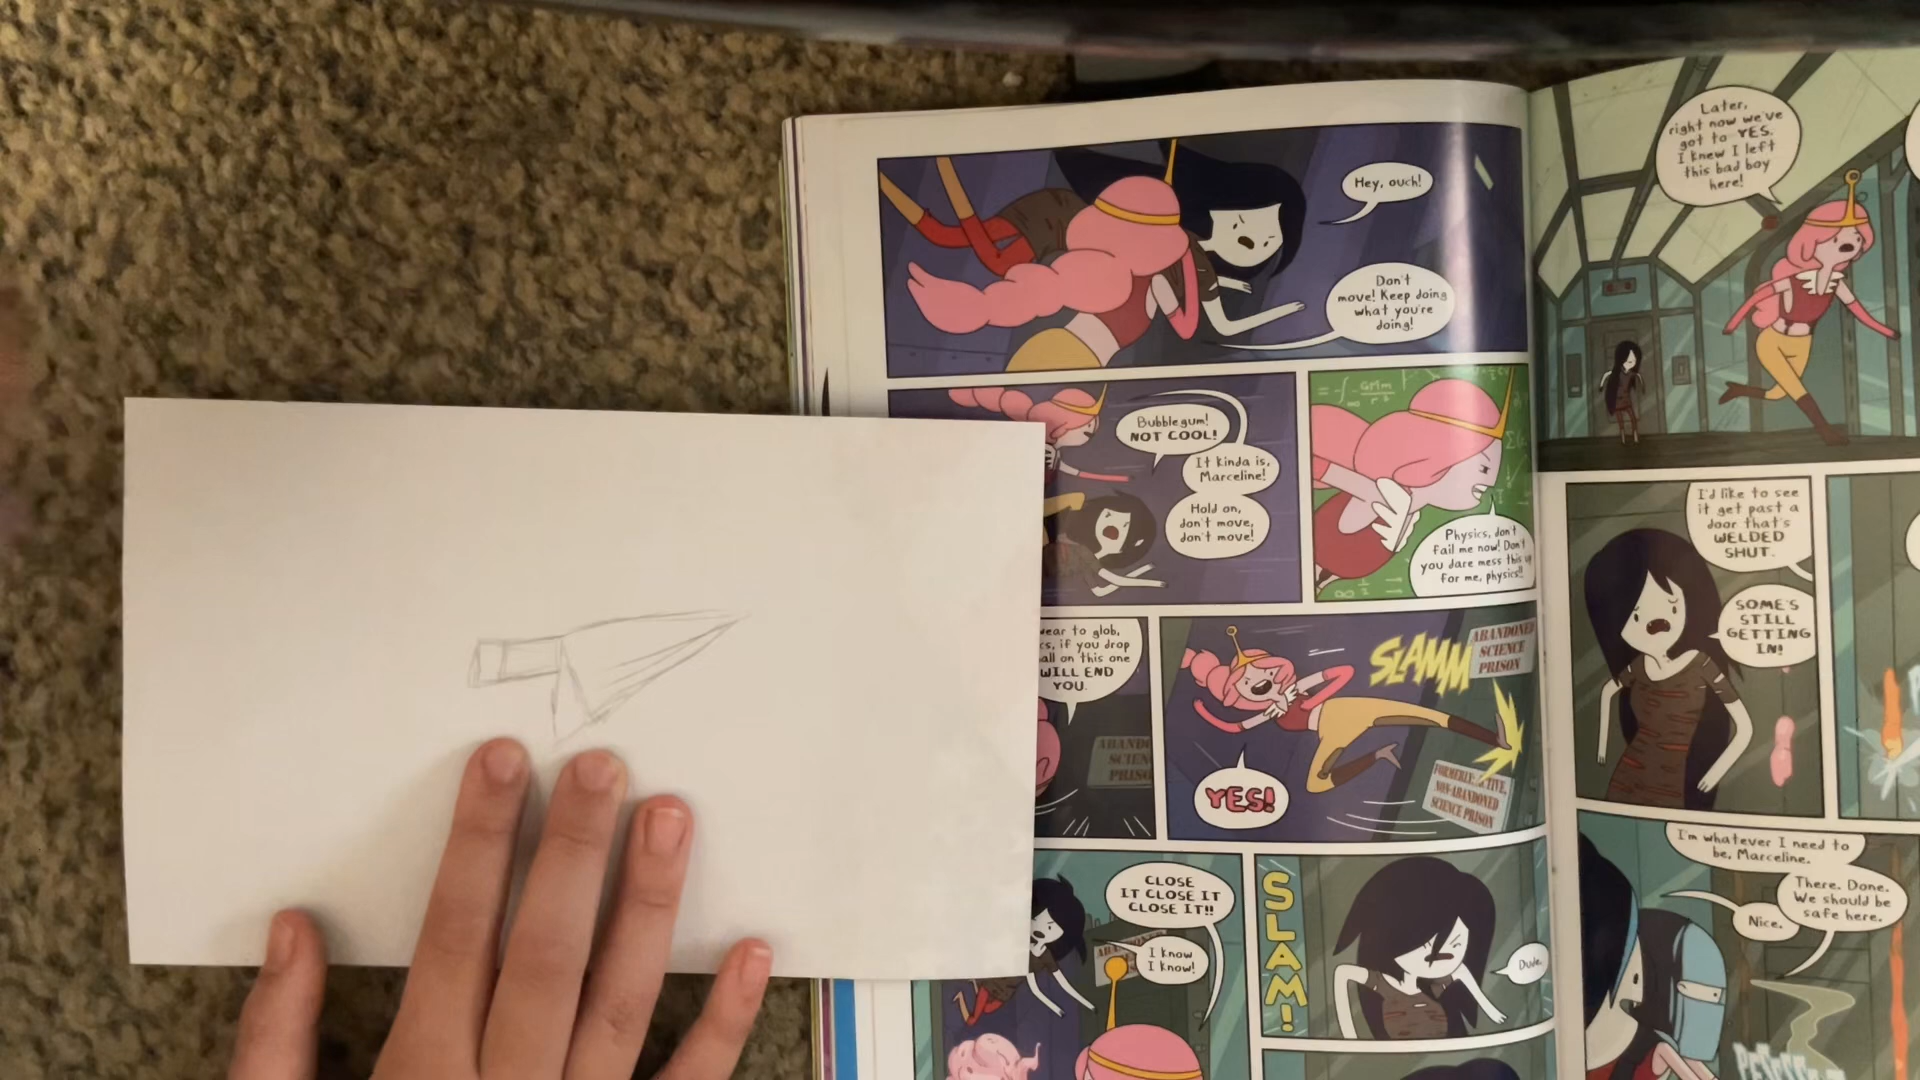 Hey, ouch!
Don't
move! Keep doing
what you're
doing!
Bubblegum!
NOT COOL!
It kinda is,
Marceline!
Hold on,
don't move,
don't move!
Physics, don't
fail me now! Don't
you dare mess this up
for me, physics!!
to glob,
if you drop
on this one
WILL END
YOU.
SLAMM
ABANDONED
SCIENCE
PRISON
YES!
FORMERLY: ACTIVE,
NON-ABANDONED
SCIENCE PRISON
CLOSE
IT CLOSE IT
CLOSE IT!!
I know
I know!
SLAM!
Dude.
Later,
right now we've
got to YES.
I knew I left
this bad boy
here!
I'd like to see
it get past a
door that's
WELDED
SHUT.
SOME'S
STILL
GETTING
IN!
I'm whatever I need to
be, Marceline.
There. Done.
We should be
safe here.
Nice.